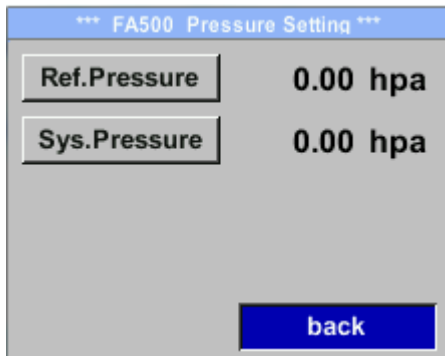 *** FA500 Pressure Setting ***
Ref.Pressure 0.00 hpa
Sys.Pressure 0.00 hpa
back